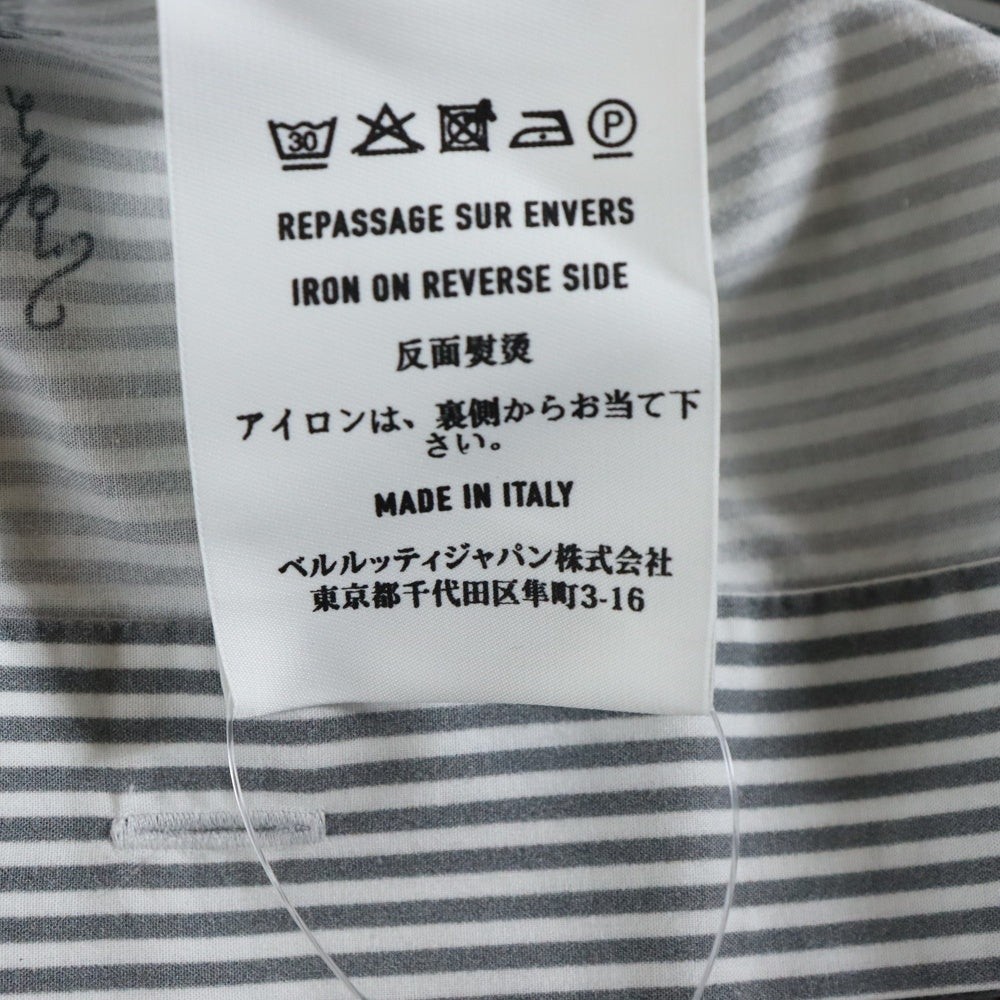 30
P
REPASSAGE SUR ENVERS
IRON ON REVERSE SIDE
反面熨烫
アイロンは、裏側からお当て下
さい。
MADE IN ITALY
ベルルッティジャパン株式会社
東京都千代田区隼町3-16